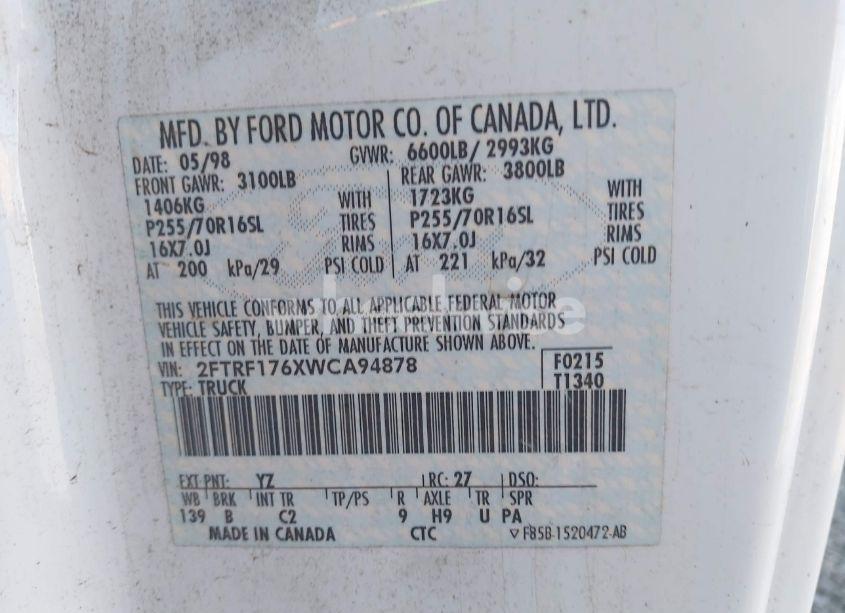 MFD. BY FORD MOTOR CO. OF CANADA, LTD.
DATE: 05/98 GVWR: 6600LB/ 2993KG
FRONT GAWR: 3100LB REAR GAWR: 3800LB
1406KG WITH 1723KG WITH
P255/70R16SL TIRES P255/70R16SL TIRES
16X7.0J RIMS 16X7.0J RIMS
AT 200 kPa/29 PSI COLD AT 221 kPa/32 PSI COLD
THIS VEHICLE CONFORMS TO ALL APPLICABLE FEDERAL MOTOR
VEHICLE SAFETY, BUMPER, AND THEFT PREVENTION STANDARDS
IN EFFECT ON THE DATE OF MANUFACTURE SHOWN ABOVE.
VIN: 2FTRF176XWCA94878 F0215
TYPE: TRUCK T1340
EXT PNT: YZ RC: 27 DSO:
WB BRK INT TR TP/PS R AXLE TR SPR
139 B C2 9 H9 U PA
MADE IN CANADA CTC ▽ F85B-1520472-AB